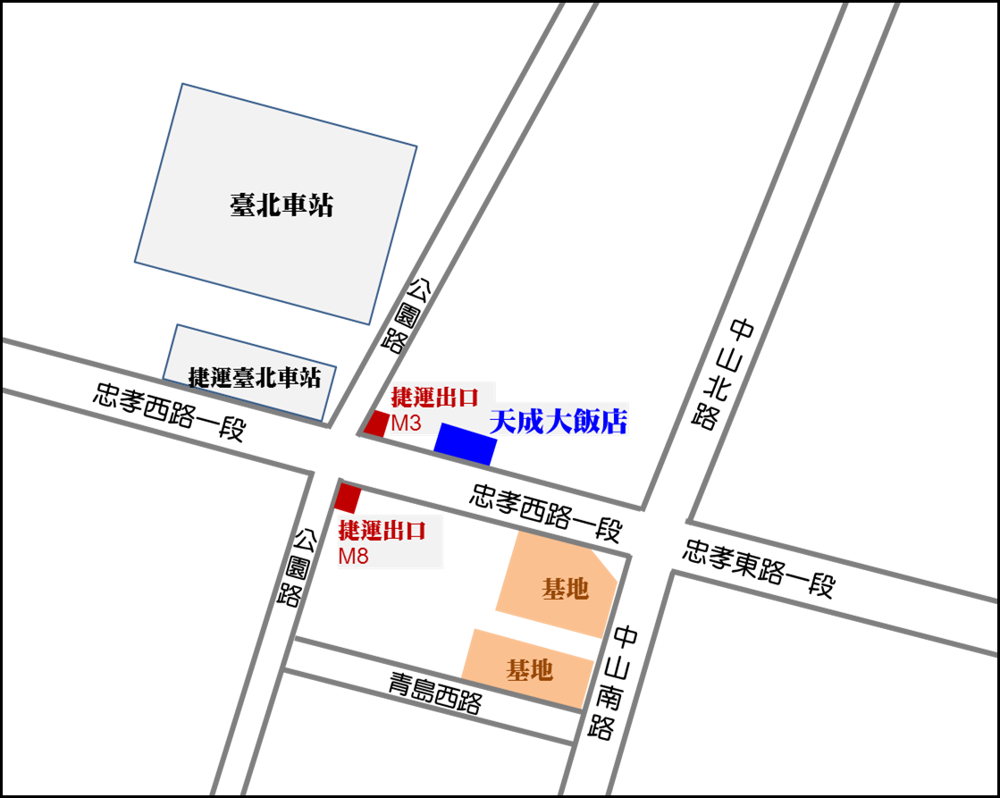 臺北車站
公園路
中山北路
捷運臺北車站
忠孝西路一段
捷運出口
M3
天成大飯店
忠孝西路一段
捷運出口
M8
公園路
忠孝東路一段
基地
中山南路
基地
青島西路